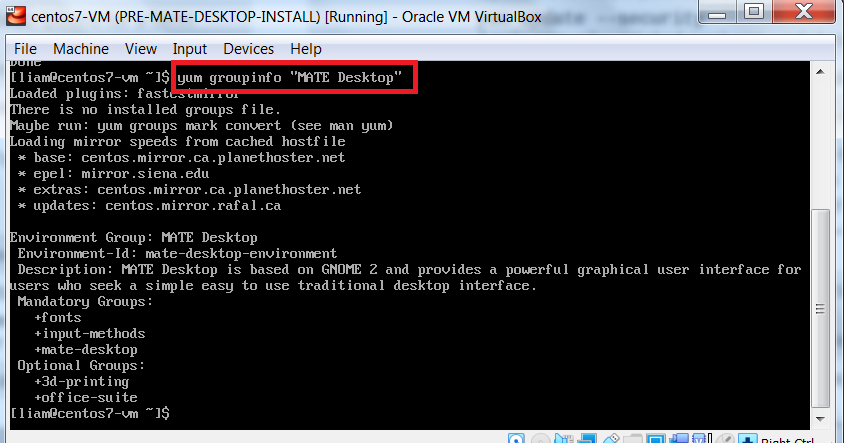 centos7-VM (PRE-MATE-DESKTOP-INSTALL) [Running] - Oracle VM VirtualBox
File Machine View Input Devices Help
Done
[liam@centos7-vm ~]$ yum groupinfo "MATE Desktop"
Loaded plugins: fastestmirror
There is no installed groups file.
Maybe run: yum groups mark convert (see man yum)
Loading mirror speeds from cached hostfile
* base: centos.mirror.ca.planethoster.net
* epel: mirror.siena.edu
* extras: centos.mirror.ca.planethoster.net
* updates: centos.mirror.rafal.ca
Environment Group: MATE Desktop
Environment-Id: mate-desktop-environment
Description: MATE Desktop is based on GNOME 2 and provides a powerful graphical user interface for
users who seek a simple easy to use traditional desktop interface.
Mandatory Groups:
+fonts
+input-methods
+mate-desktop
Optional Groups:
+3d-printing
+office-suite
[liam@centos7-vm ~]$
Right Ctrl